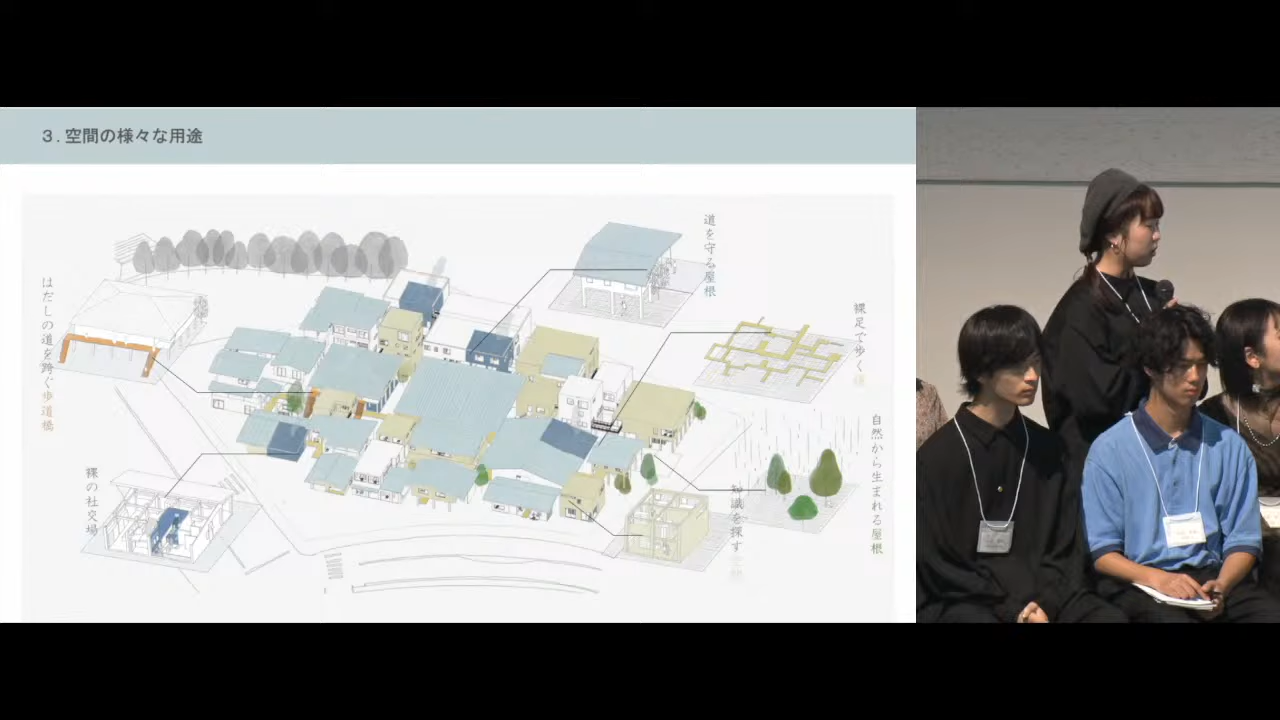 3.空間の様々な用途
道を守る屋根
はだしの道を跨ぐ歩道橋
裸足で歩く
自然から生まれる屋根
裸の社交場
知識を探す